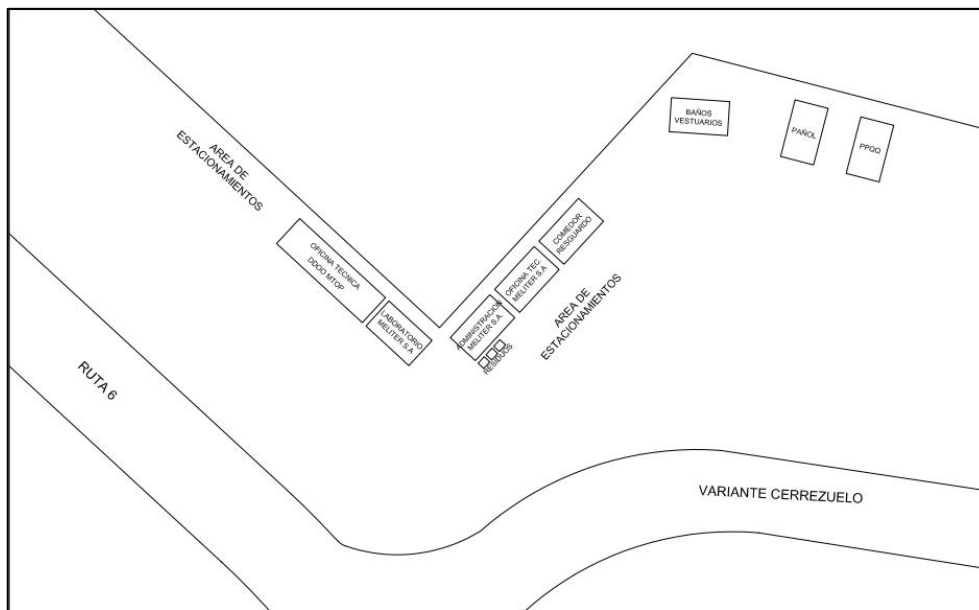 BAÑOS
VESTUARIOS
PAÑOL
PPQQ
AREA DE
ESTACIONAMIENTOS
OFICINA TECNICA
DDOO MTOP
LABORATORIO
MELITER S.A
ADMINISTRACION
MELITER S.A
OFICINA TEC.
MELITER S.A
COMEDOR
RESGUARDO
RESIDUOS
AREA DE
ESTACIONAMIENTOS
RUTA 6
VARIANTE CERREZUELO